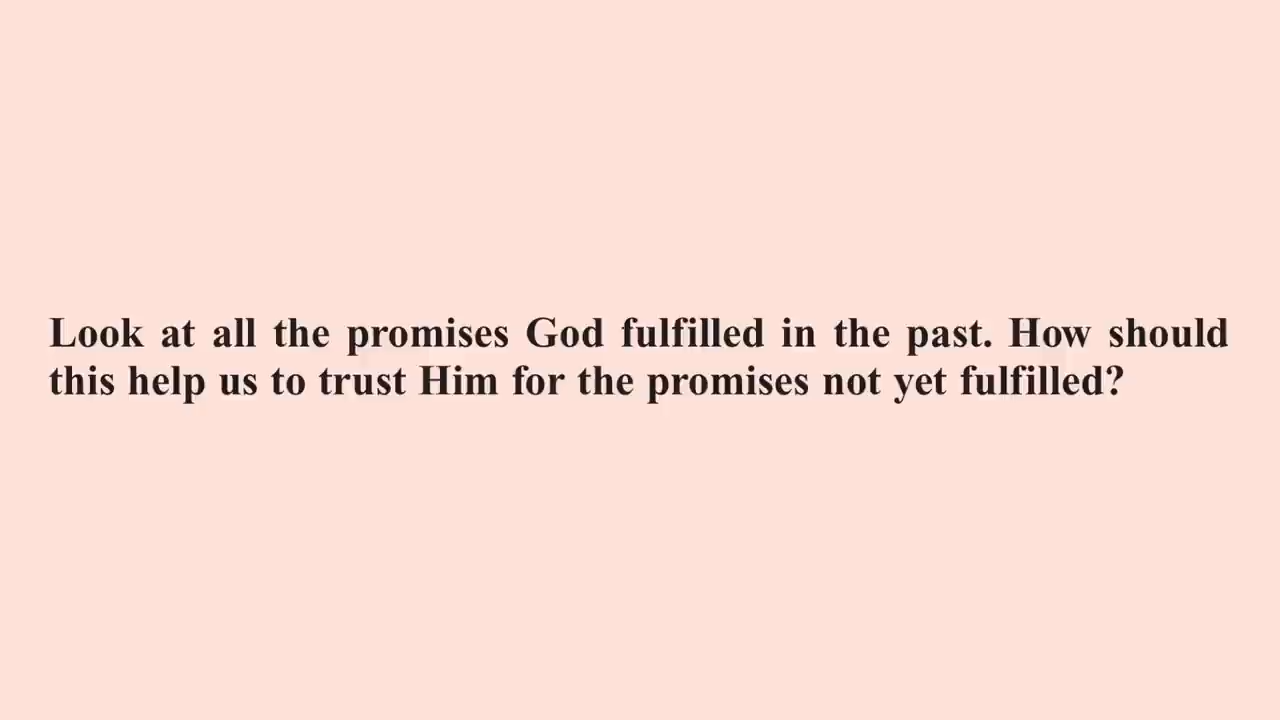 Look at all the promises God fulfilled in the past. How should
this help us to trust Him for the promises not yet fulfilled?